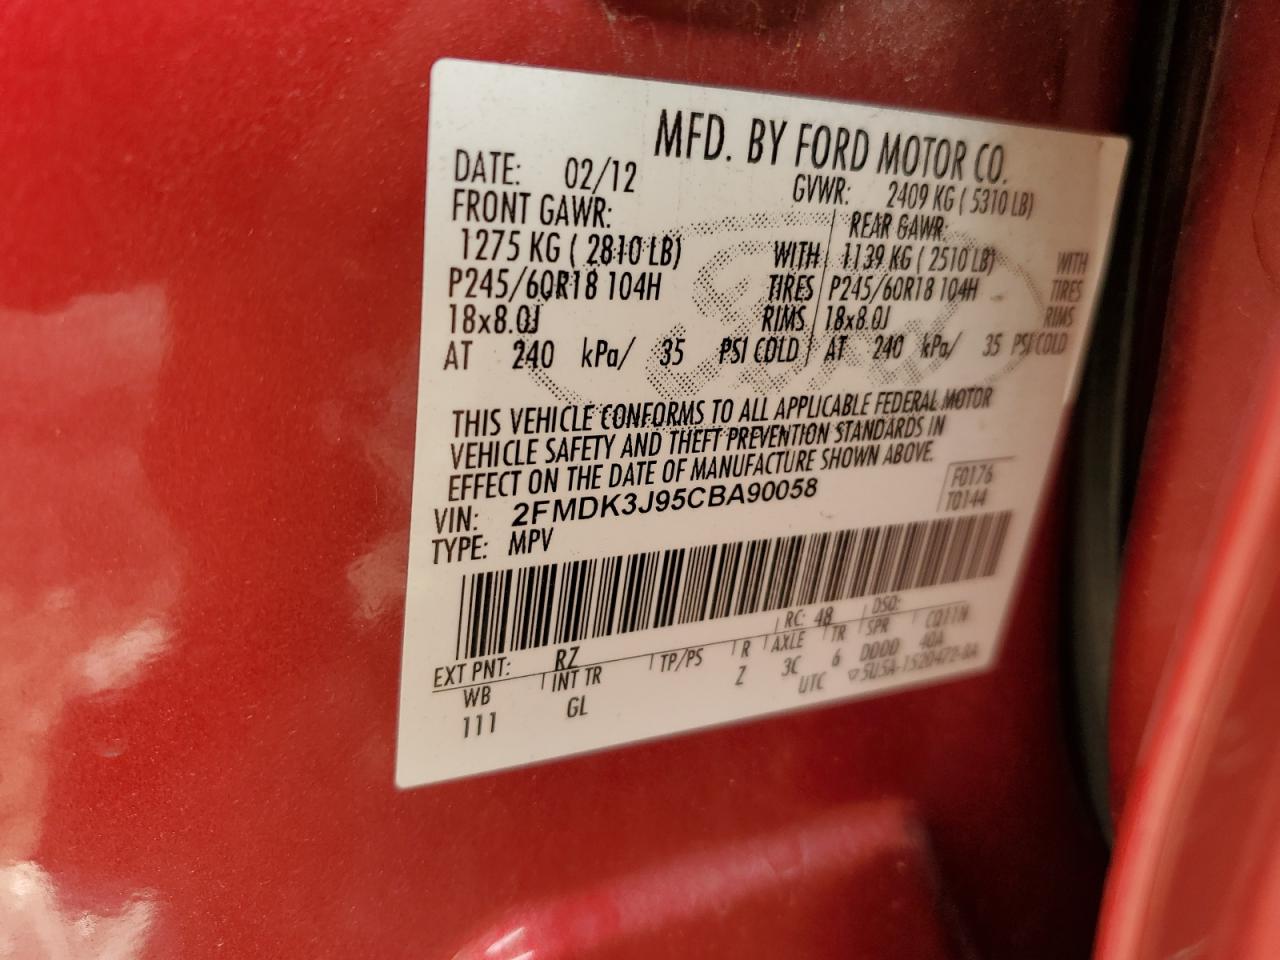 MFD. BY FORD MOTOR CO.
DATE: 02/12 GVWR: 2409 KG ( 5310 LB)
FRONT GAWR: REAR GAWR:
1275 KG ( 2810 LB) WITH 1139 KG ( 2510 LB) WITH
P245/60R18 104H TIRES P245/60R18 104H TIRES
18x8.0J RIMS 18x8.0J RIMS
AT 240 kPa/ 35 PSI COLD AT 240 kPa/ 35 PSI COLD
THIS VEHICLE CONFORMS TO ALL APPLICABLE FEDERAL MOTOR
VEHICLE SAFETY AND THEFT PREVENTION STANDARDS IN
EFFECT ON THE DATE OF MANUFACTURE SHOWN ABOVE.
F0176
VIN: 2FMDK3J95CBA90058 T0144
TYPE: MPV
EXT PNT: RZ RC: 48 DSO:
WB INT TR TP/PS R AXLE TR SPR
111 GL Z 3C 6 DDDD 40A
UTC